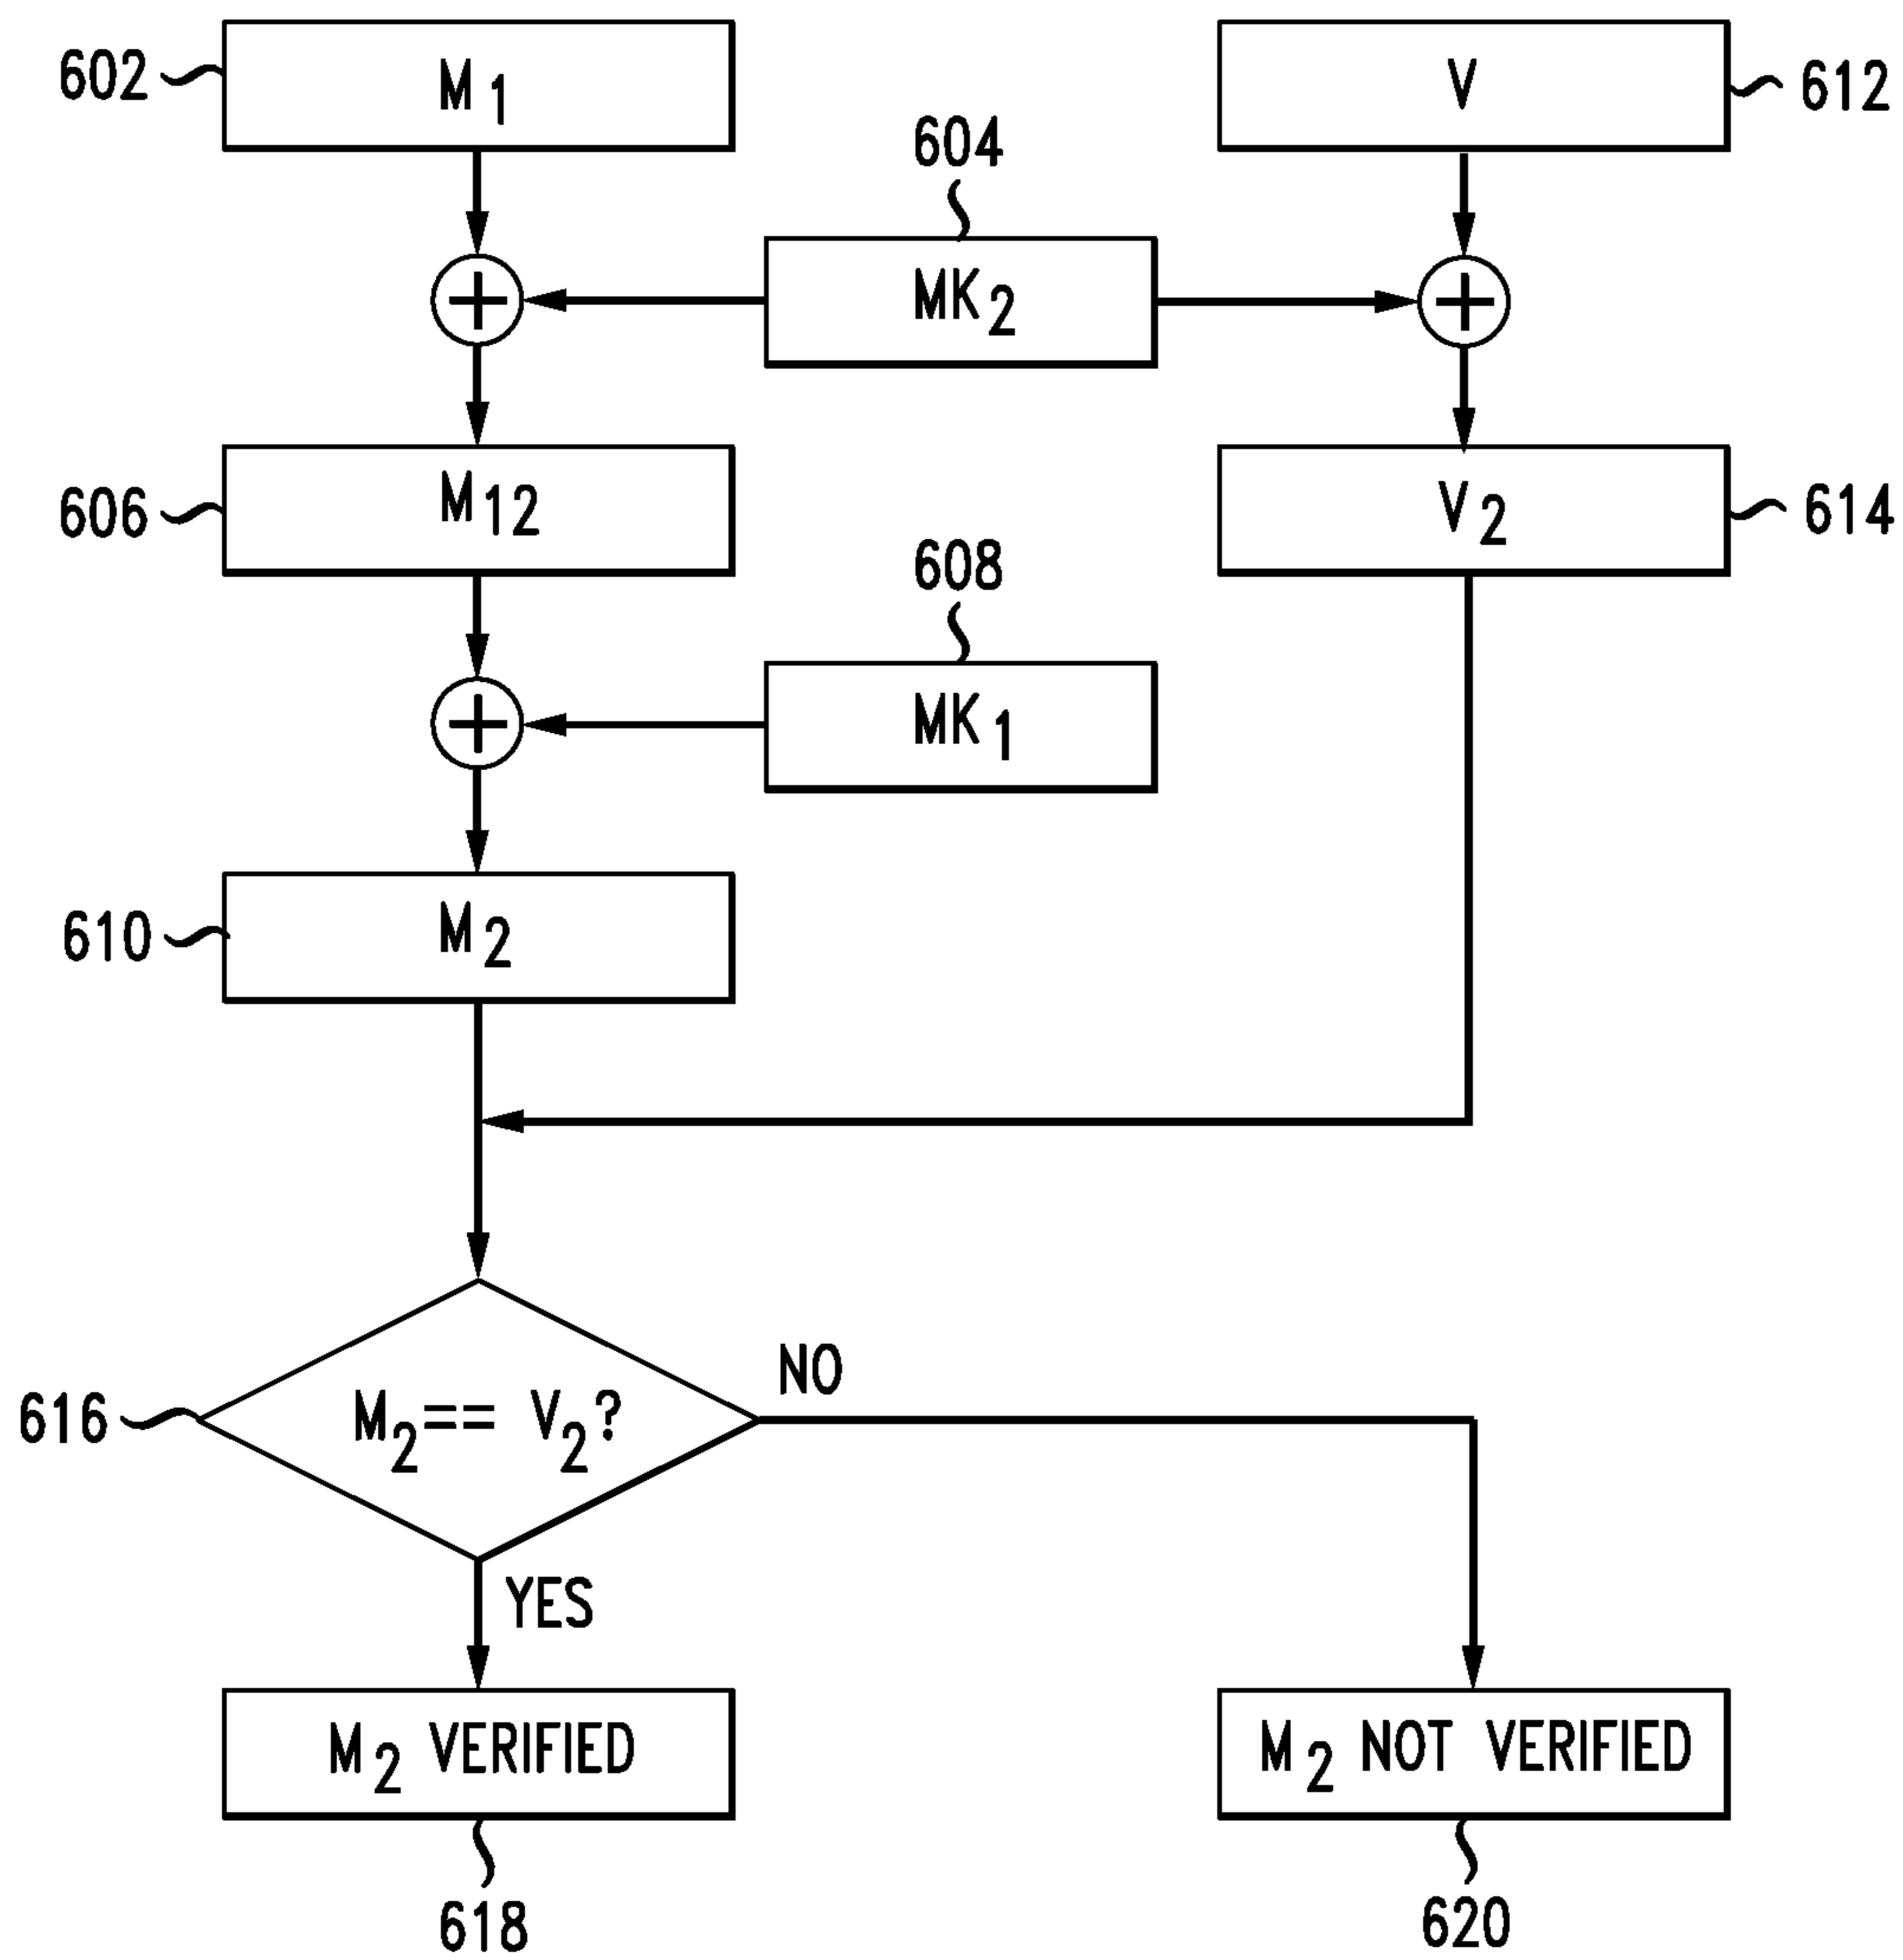 602
M1
V
612
604
MK2
606
M12
V2
614
608
MK1
610
M2
616
M2== V2?
NO
YES
M2 VERIFIED
M2 NOT VERIFIED
618
620